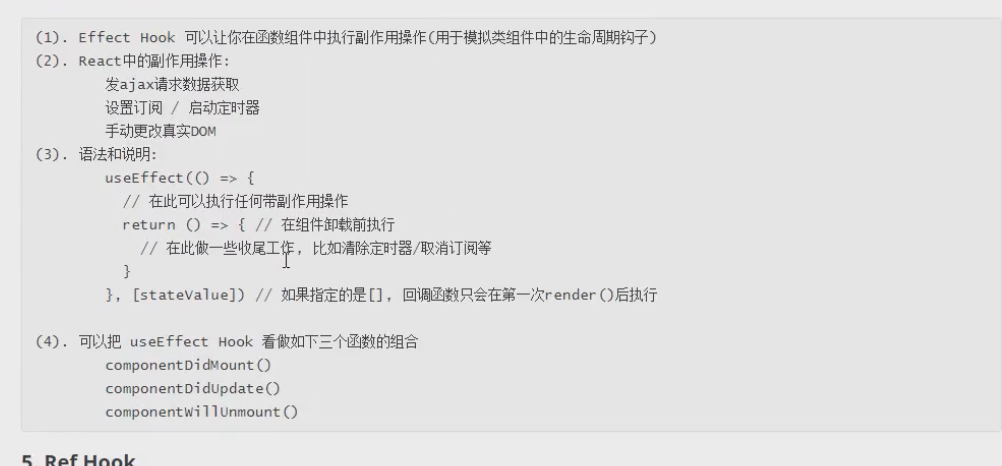 (1). Effect Hook 可以让你在函数组件中执行副作用操作(用于模拟类组件中的生命周期钩子)
(2). React中的副作用操作:
发ajax请求数据获取
设置订阅 / 启动定时器
手动更改真实DOM
(3). 语法和说明:
useEffect(() => {
// 在此可以执行任何带副作用操作
return () => { // 在组件卸载前执行
// 在此做一些收尾工作, 比如清除定时器/取消订阅等
}
}, [stateValue]) // 如果指定的是[], 回调函数只会在第一次render()后执行
(4). 可以把 useEffect Hook 看做如下三个函数的组合
componentDidMount()
componentDidUpdate()
componentWillUnmount()
5. Ref Hook